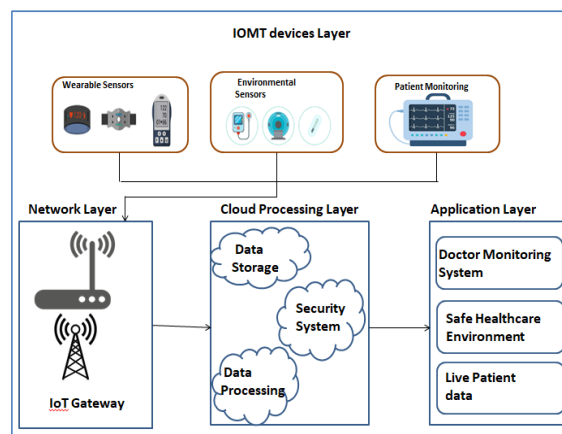 IOMT devices Layer
Wearable Sensors
Environmental
Sensors
Patient Monitoring
Network Layer
IoT Gateway
Cloud Processing Layer
Data
Storage
Security
System
Data
Processing
Application Layer
Doctor Monitoring
System
Safe Healthcare
Environment
Live Patient
data